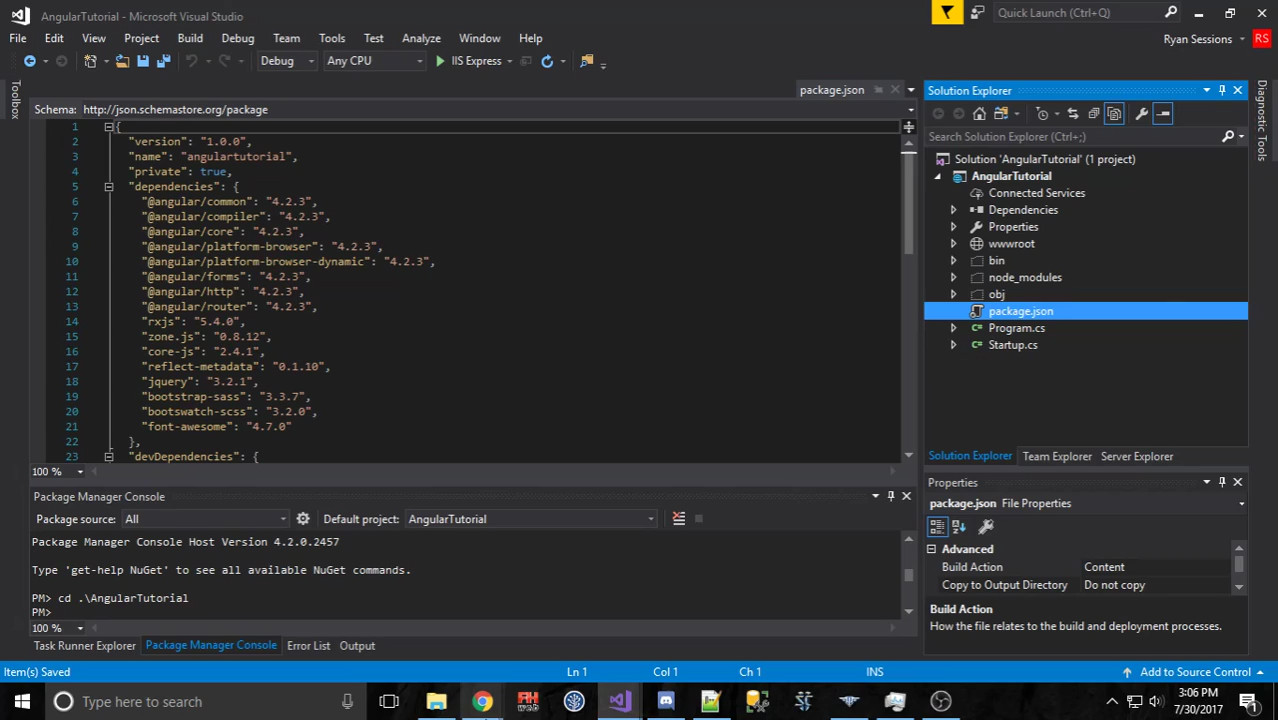 AngularTutorial - Microsoft Visual Studio
Quick Launch (Ctrl+Q)
File Edit View Project Build Debug Team Tools Test Analyze Window Help
Ryan Sessions RS
Debug Any CPU IIS Express
Toolbox
package.json
Schema: http://json.schemastore.org/package
1 {
2 "version": "1.0.0",
3 "name": "angulartutorial",
4 "private": true,
5 "dependencies": {
6 "@angular/common": "4.2.3",
7 "@angular/compiler": "4.2.3",
8 "@angular/core": "4.2.3",
9 "@angular/platform-browser": "4.2.3",
10 "@angular/platform-browser-dynamic": "4.2.3",
11 "@angular/forms": "4.2.3",
12 "@angular/http": "4.2.3",
13 "@angular/router": "4.2.3",
14 "rxjs": "5.4.0",
15 "zone.js": "0.8.12",
16 "core-js": "2.4.1",
17 "reflect-metadata": "0.1.10",
18 "jquery": "3.2.1",
19 "bootstrap-sass": "3.3.7",
20 "bootswatch-scss": "3.2.0",
21 "font-awesome": "4.7.0"
22 },
23 "devDependencies": {
100 %
Solution Explorer
Search Solution Explorer (Ctrl+;)
Solution 'AngularTutorial' (1 project)
AngularTutorial
Connected Services
Dependencies
Properties
wwwroot
bin
node_modules
obj
package.json
C# Program.cs
C# Startup.cs
Solution Explorer Team Explorer Server Explorer
Diagnostic Tools
Package Manager Console
Package source: All Default project: AngularTutorial
Package Manager Console Host Version 4.2.0.2457
Type 'get-help NuGet' to see all available NuGet commands.
PM> cd .\AngularTutorial
PM>
100 %
Task Runner Explorer Package Manager Console Error List Output
Properties
package.json File Properties
Advanced
Build Action Content
Copy to Output Directory Do not copy
Build Action
How the file relates to the build and deployment processes.
Item(s) Saved Ln 1 Col 1 Ch 1 INS Add to Source Control
Type here to search
RH
web
3:06 PM
7/30/2017
1